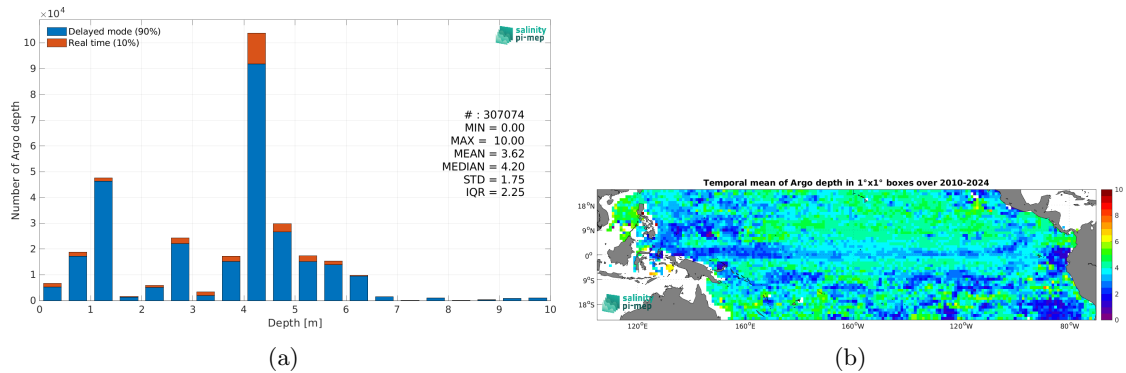 ×10⁴
Delayed mode (90%)
Real time (10%)
salinity
pi-mep
10
9
8
7
6
5
4
3
2
1
0
Number of Argo depth
# : 307074
MIN = 0.00
MAX = 10.00
MEAN = 3.62
MEDIAN = 4.20
STD = 1.75
IQR = 2.25
0 1 2 3 4 5 6 7 8 9 10
Depth [m]
(a)
Temporal mean of Argo depth in 1°x1° boxes over 2010-2024
18°N
9°N
0°
9°S
18°S
salinity
pi-mep
120°E 160°E 160°W 120°W 80°W
10
8
6
4
2
0
(b)